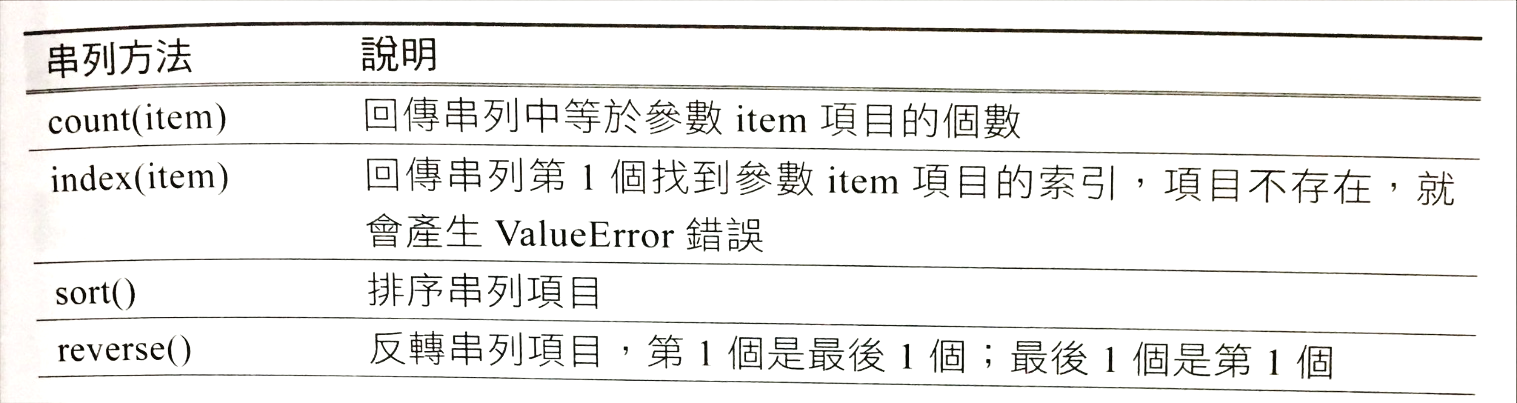 串列方法 說明
count(item) 回傳串列中等於參數 item 項目的個數
index(item) 回傳串列第 1 個找到參數 item 項目的索引，項目不存在，就
會產生 ValueError 錯誤
sort() 排序串列項目
reverse() 反轉串列項目，第 1 個是最後 1 個；最後 1 個是第 1 個